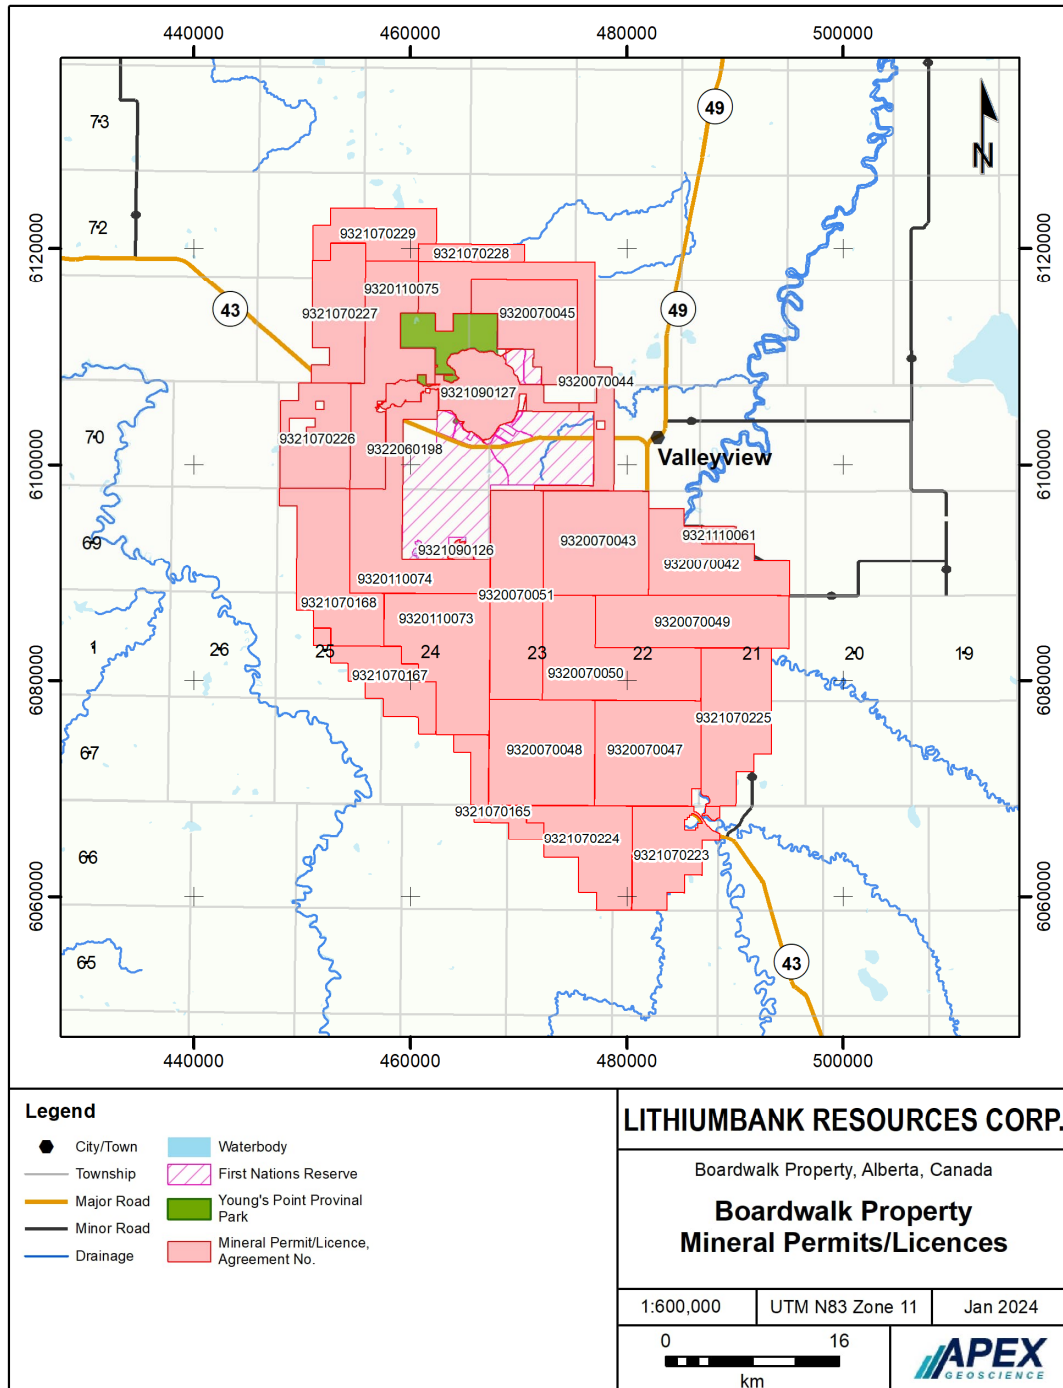 440000 460000 480000 500000
49
73
N
72
9321070229
6120000
6120000
9321070228
9320110075
43
49
9321070227
9320070045
9320070044
9321090127
70
9321070226
9322060198
Valleyview
6100000
6100000
69
9320070043
9321110061
9321090126
9320070042
9320110074
9320070051
9321070168
9320110073
9320070049
1 26 25 24 23 22 21 20 19
9321070167
9320070050
6080000
6080000
9321070225
67
9320070048
9320070047
9321070165
9321070224
66
9321070223
6060000
6060000
65
43
440000 460000 480000 500000
Legend
City/Town
Township
Major Road
Minor Road
Drainage
Waterbody
First Nations Reserve
Young's Point Provinal
Park
Mineral Permit/Licence,
Agreement No.
LITHIUMBANK RESOURCES CORP.
Boardwalk Property, Alberta, Canada
Boardwalk Property
Mineral Permits/Licences
1:600,000 UTM N83 Zone 11 Jan 2024
0 16
km
APEX
GEOSCIENCE